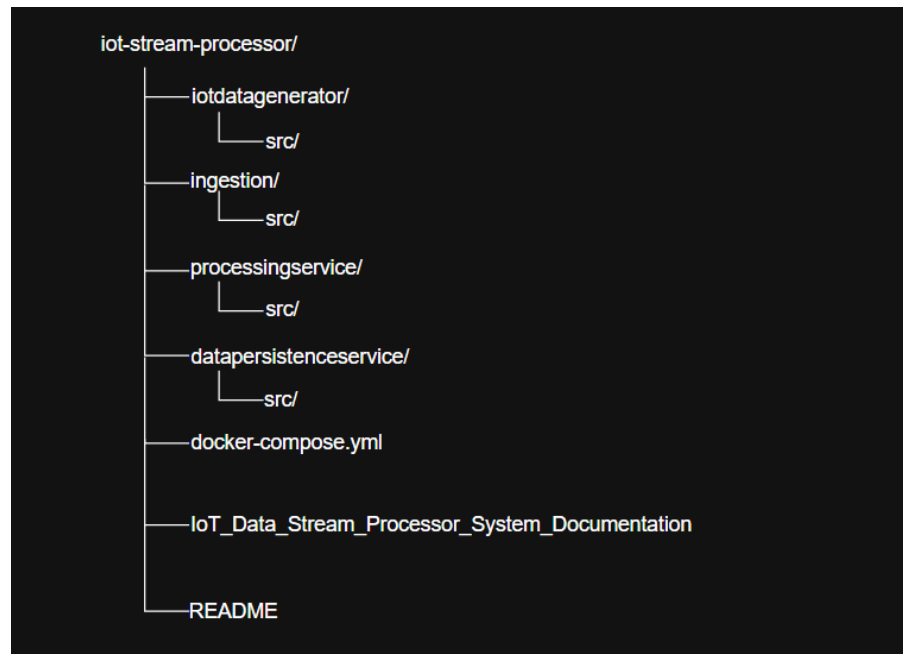 iot-stream-processor/
iotdatagenerator/
src/
ingestion/
src/
processingservice/
src/
datapersistenceservice/
src/
docker-compose.yml
IoT_Data_Stream_Processor_System_Documentation
README